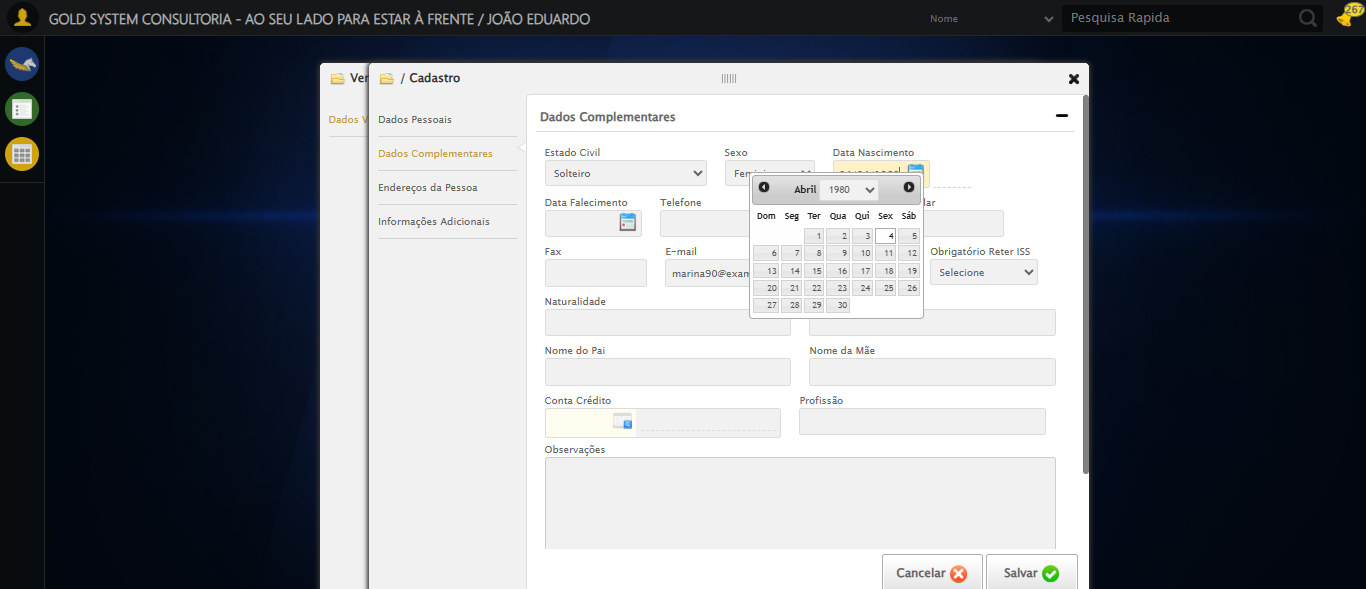 GOLD SYSTEM CONSULTORIA - AO SEU LADO PARA ESTAR À FRENTE / JOÃO EDUARDO
Nome
Pesquisa Rapida
267
/ Cadastro
Dados Pessoais
Dados Complementares
Endereços da Pessoa
Informações Adicionais
Dados Complementares
Estado Civil
Sexo
Data Nascimento
Solteiro
Abril
1980
Dom Seg Ter Qua Qui Sex Sáb
1 2 3 4 5
6 7 8 9 10 11 12
13 14 15 16 17 18 19
20 21 22 23 24 25 26
27 28 29 30
Data Falecimento
Telefone
Fax
E-mail
Obrigatório Reter ISS
marina90@exam
Selecione
Naturalidade
Nome do Pai
Nome da Mãe
Conta Crédito
Profissão
Observações
Cancelar
Salvar